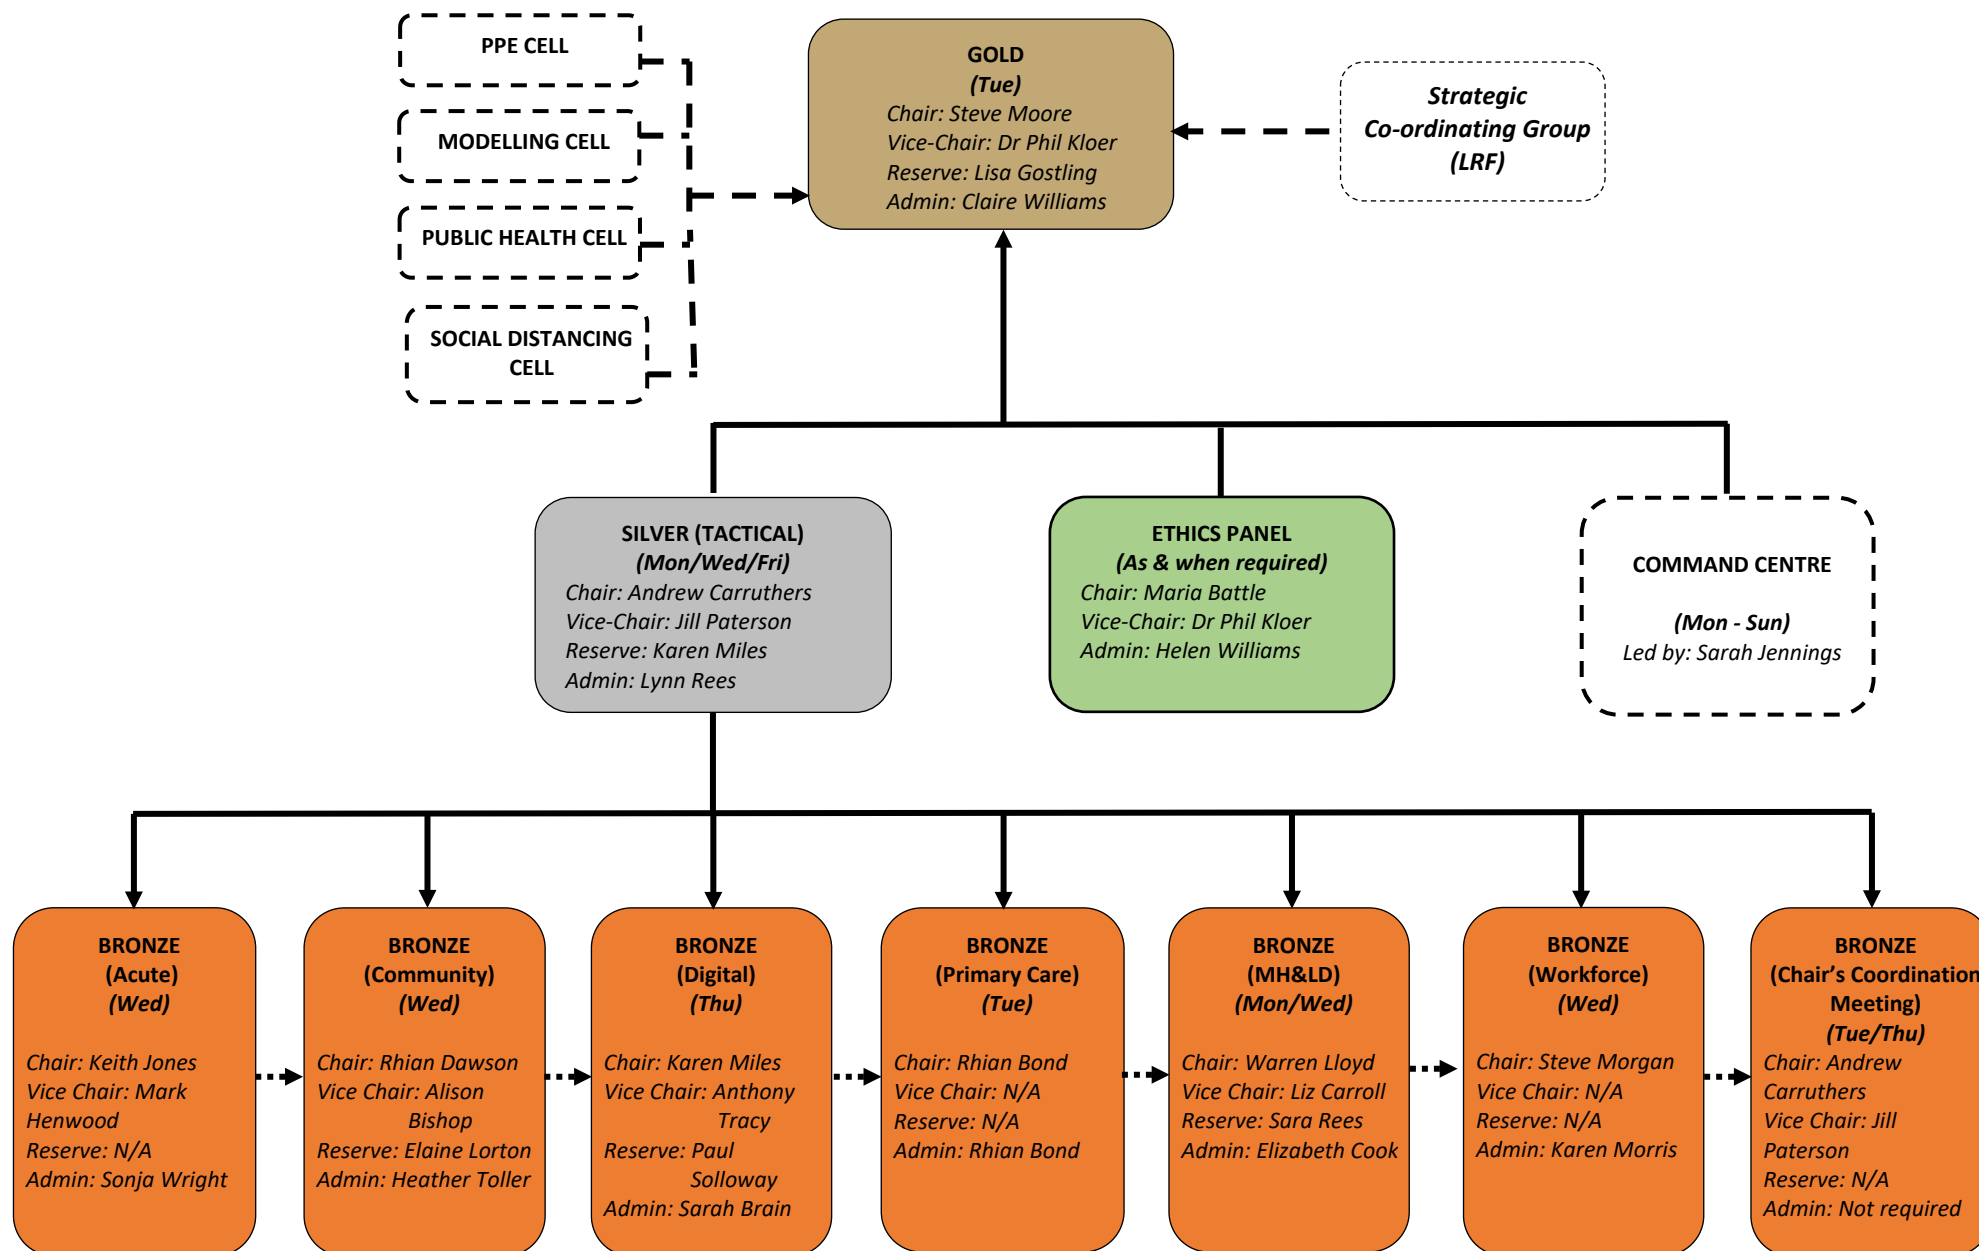 PPE CELL
MODELLING CELL
PUBLIC HEALTH CELL
SOCIAL DISTANCING
CELL
GOLD
(Tue)
Chair: Steve Moore
Vice-Chair: Dr Phil Kloer
Reserve: Lisa Gostling
Admin: Claire Williams
Strategic
Co-ordinating Group
(LRF)
SILVER (TACTICAL)
(Mon/Wed/Fri)
Chair: Andrew Carruthers
Vice-Chair: Jill Paterson
Reserve: Karen Miles
Admin: Lynn Rees
ETHICS PANEL
(As & when required)
Chair: Maria Battle
Vice-Chair: Dr Phil Kloer
Admin: Helen Williams
COMMAND CENTRE
(Mon - Sun)
Led by: Sarah Jennings
BRONZE
(Acute)
(Wed)
Chair: Keith Jones
Vice Chair: Mark
Henwood
Reserve: N/A
Admin: Sonja Wright
BRONZE
(Community)
(Wed)
Chair: Rhian Dawson
Vice Chair: Alison
Bishop
Reserve: Elaine Lorton
Admin: Heather Toller
BRONZE
(Digital)
(Thu)
Chair: Karen Miles
Vice Chair: Anthony
Tracy
Reserve: Paul
Solloway
Admin: Sarah Brain
BRONZE
(Primary Care)
(Tue)
Chair: Rhian Bond
Vice Chair: N/A
Reserve: N/A
Admin: Rhian Bond
BRONZE
(MH&LD)
(Mon/Wed)
Chair: Warren Lloyd
Vice Chair: Liz Carroll
Reserve: Sara Rees
Admin: Elizabeth Cook
BRONZE
(Workforce)
(Wed)
Chair: Steve Morgan
Vice Chair: N/A
Reserve: N/A
Admin: Karen Morris
BRONZE
(Chair’s Coordination
Meeting)
(Tue/Thu)
Chair: Andrew
Carruthers
Vice Chair: Jill
Paterson
Reserve: N/A
Admin: Not required